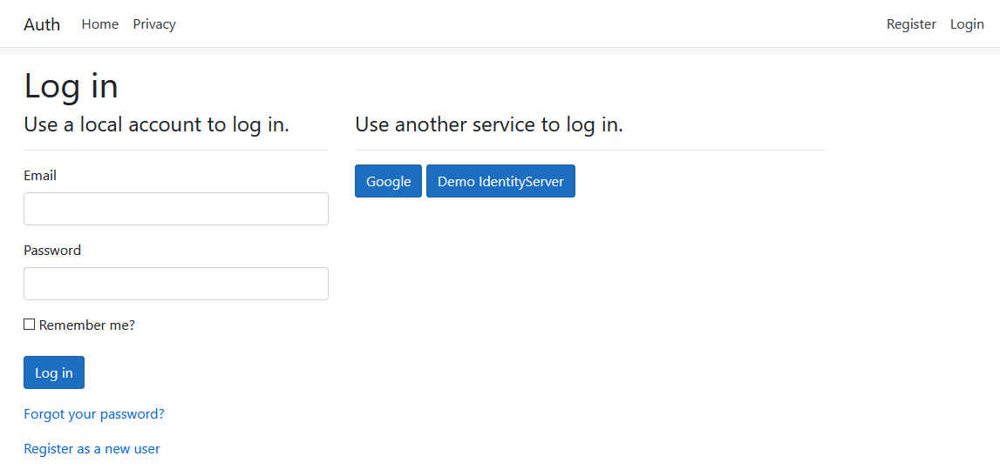 Auth Home Privacy Register Login
Log in
Use a local account to log in.
Email
Password
Remember me?
Log in
Forgot your password?
Register as a new user
Use another service to log in.
Google Demo IdentityServer